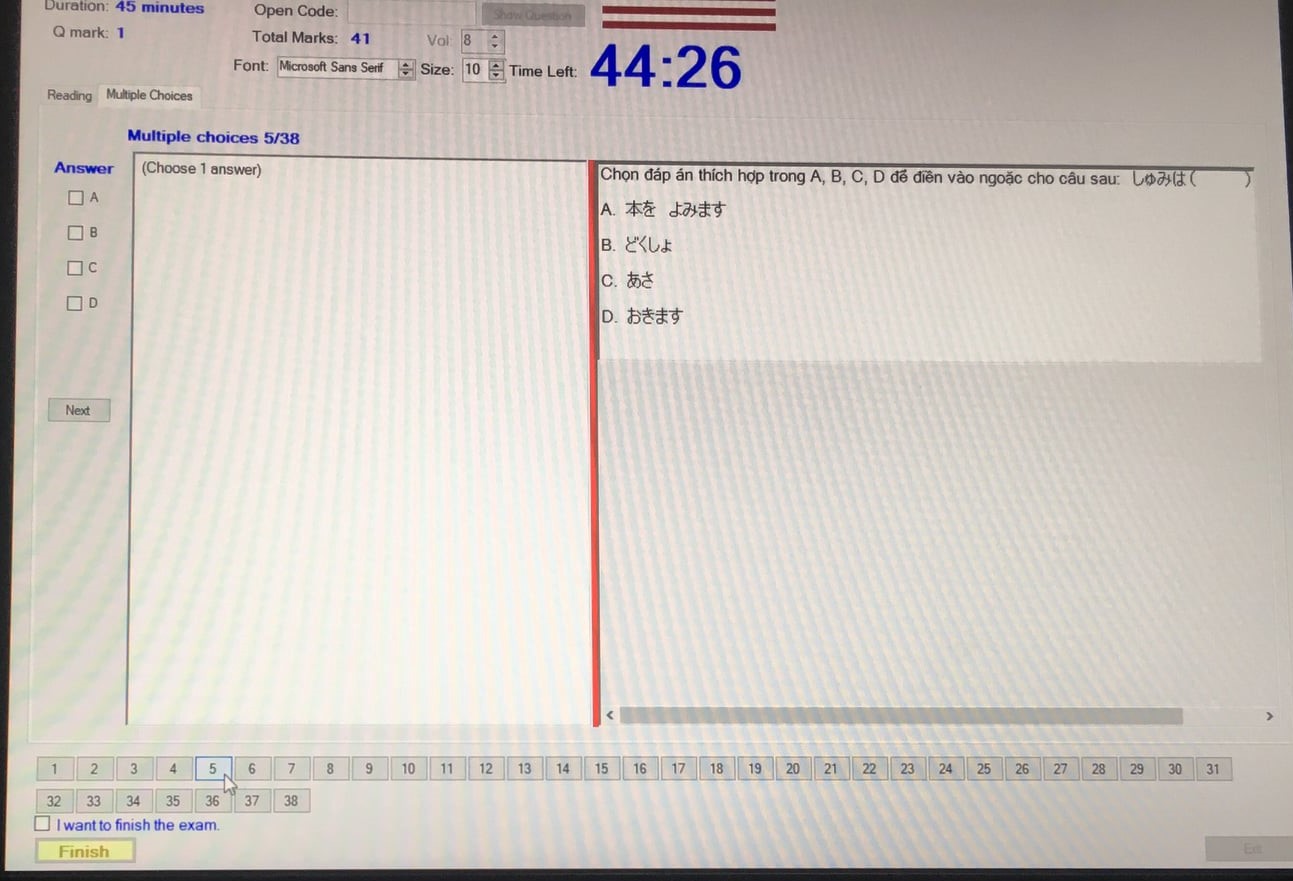 Duration: 45 minutes
Open Code:
Show Question
Q mark: 1
Total Marks: 41
Vol: 8
Font: Microsoft Sans Serif
Size: 10
Time Left: 44:26
Reading
Multiple Choices
Multiple choices 5/38
Answer
(Choose 1 answer)
A
B
C
D
Next
Chọn đáp án thích hợp trong A, B, C, D để điền vào ngoặc cho câu sau: しゅみは ( )
A. 本を よみます
B. どくしょ
C. あさ
D. おきます
1 2 3 4 5 6 7 8 9 10 11 12 13 14 15 16 17 18 19 20 21 22 23 24 25 26 27 28 29 30 31
32 33 34 35 36 37 38
I want to finish the exam.
Finish
Exit